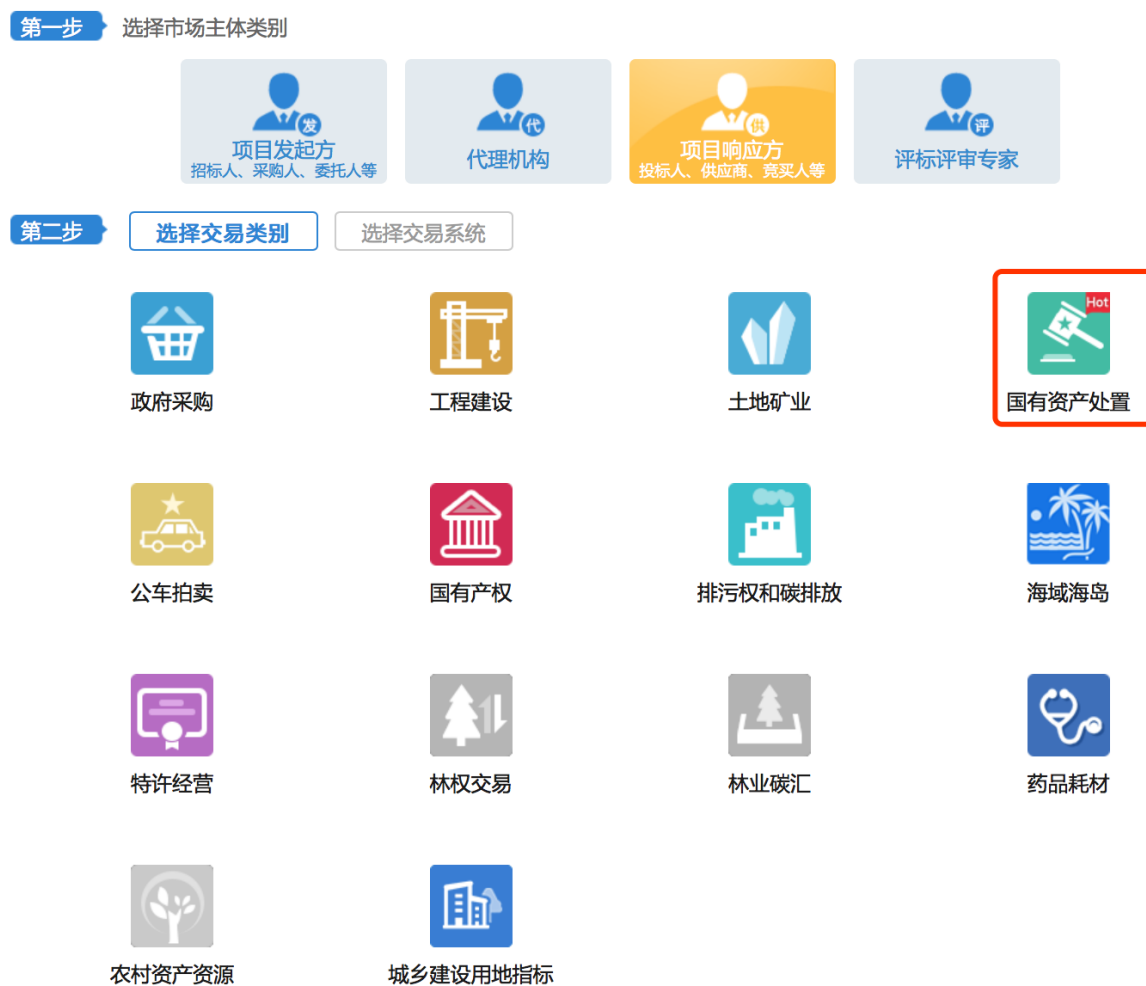 第一步
选择市场主体类别
发
项目发起方
招标人、采购人、委托人等
代
代理机构
供
项目响应方
投标人、供应商、竞买人等
评
评标评审专家
第二步
选择交易类别
选择交易系统
政府采购
工程建设
土地矿业
Hot
国有资产处置
公车拍卖
国有产权
排污权和碳排放
海域海岛
特许经营
林权交易
林业碳汇
药品耗材
农村资产资源
城乡建设用地指标